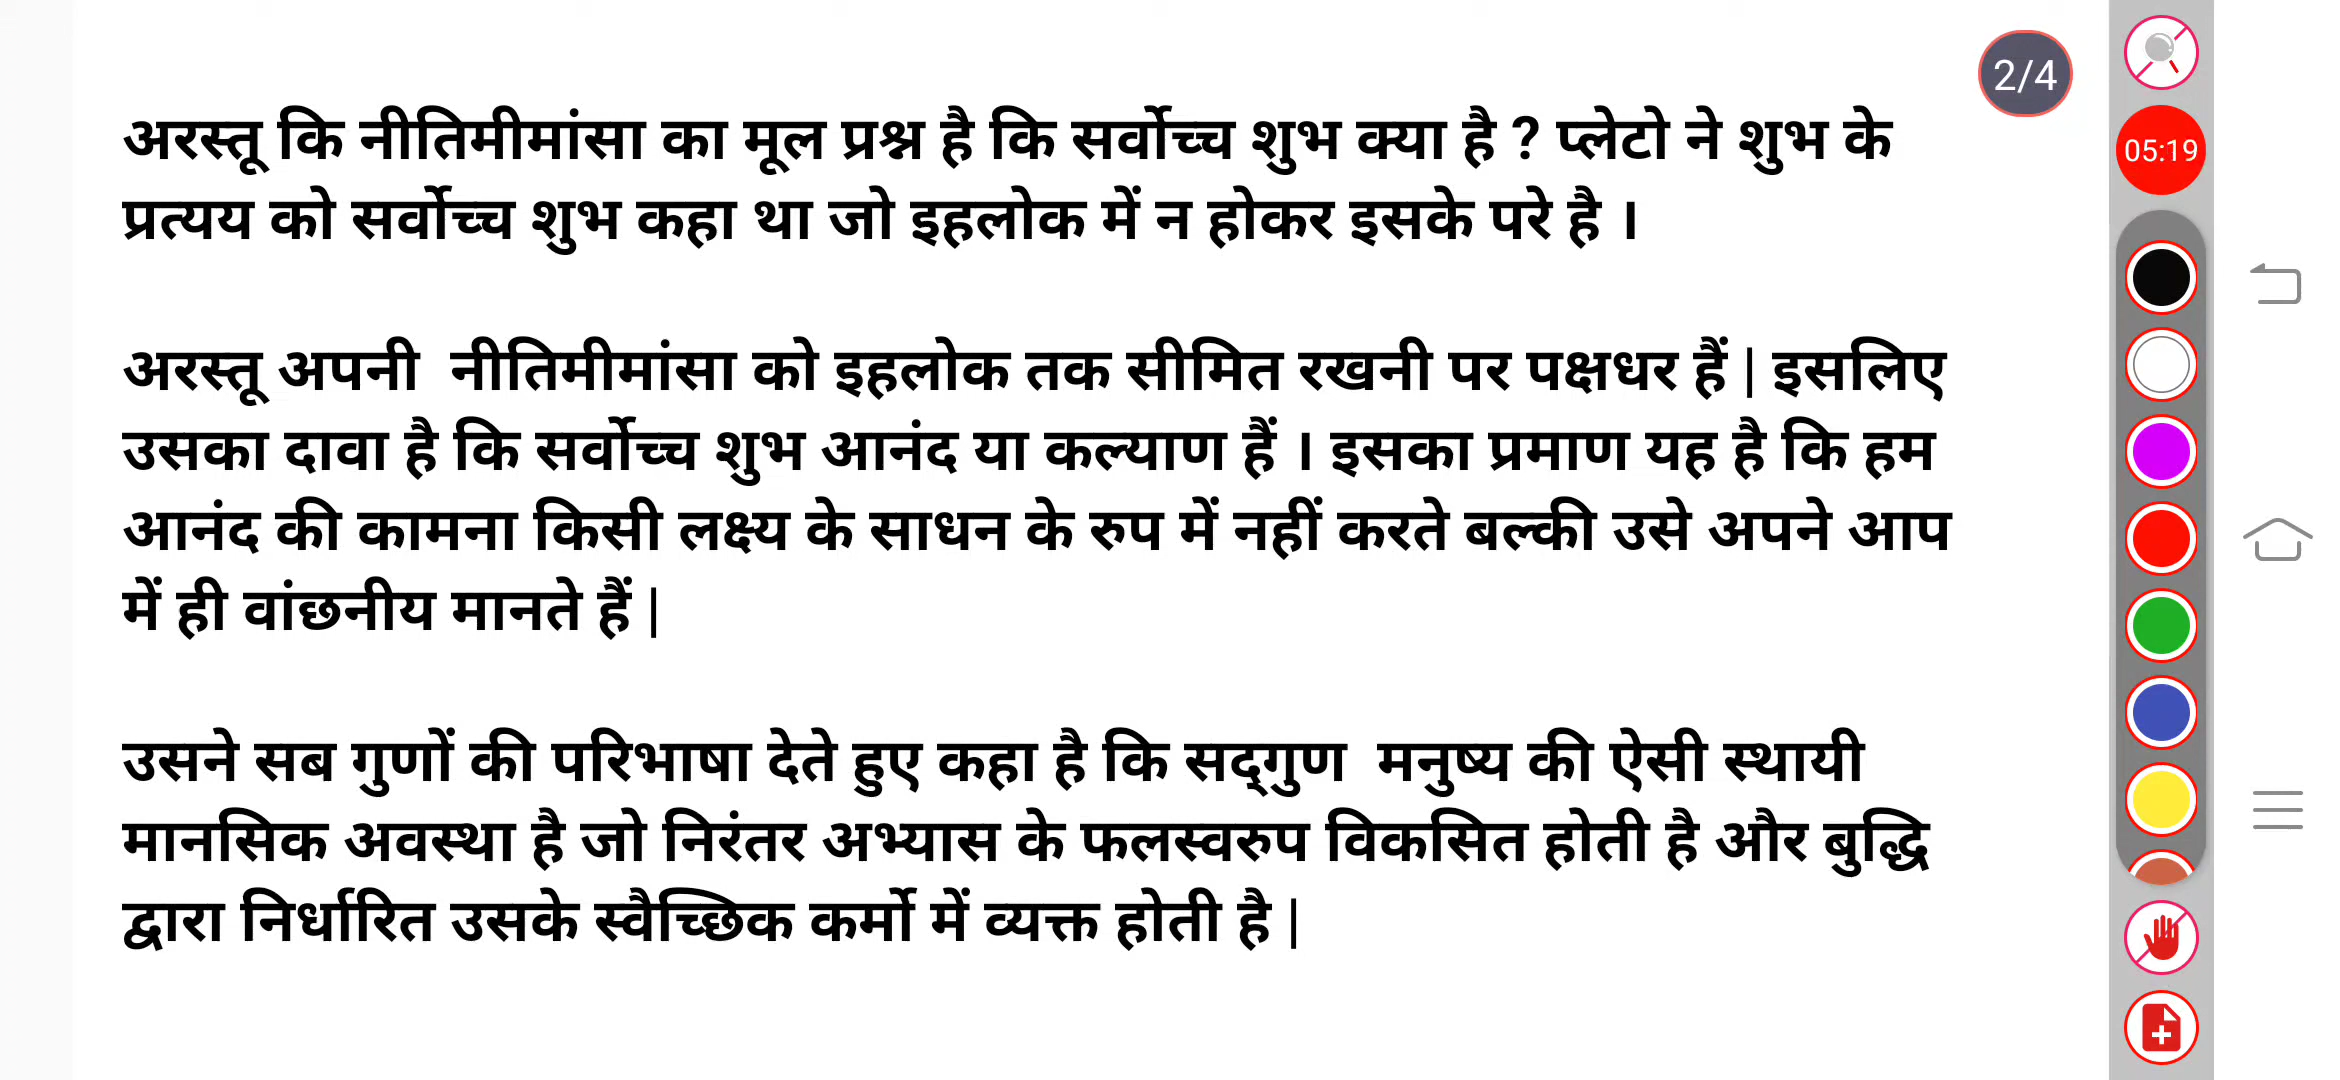 2/4
05:19
अरस्तू कि नीतिमीमांसा का मूल प्रश्न है कि सर्वोच्च शुभ क्या है ? प्लेटो ने शुभ के
प्रत्यय को सर्वोच्च शुभ कहा था जो इहलोक में न होकर इसके परे है ।
अरस्तू अपनी  नीतिमीमांसा को इहलोक तक सीमित रखनी पर पक्षधर हैं | इसलिए
उसका दावा है कि सर्वोच्च शुभ आनंद या कल्याण हैं । इसका प्रमाण यह है कि हम
आनंद की कामना किसी लक्ष्य के साधन के रुप में नहीं करते बल्की उसे अपने आप
में ही वांछनीय मानते हैं |
उसने सब गुणों की परिभाषा देते हुए कहा है कि सद्‌गुण  मनुष्य की ऐसी स्थायी
मानसिक अवस्था है जो निरंतर अभ्यास के फलस्वरुप विकसित होती है और बुद्धि
द्वारा निर्धारित उसके स्वैच्छिक कर्मो में व्यक्त होती है |